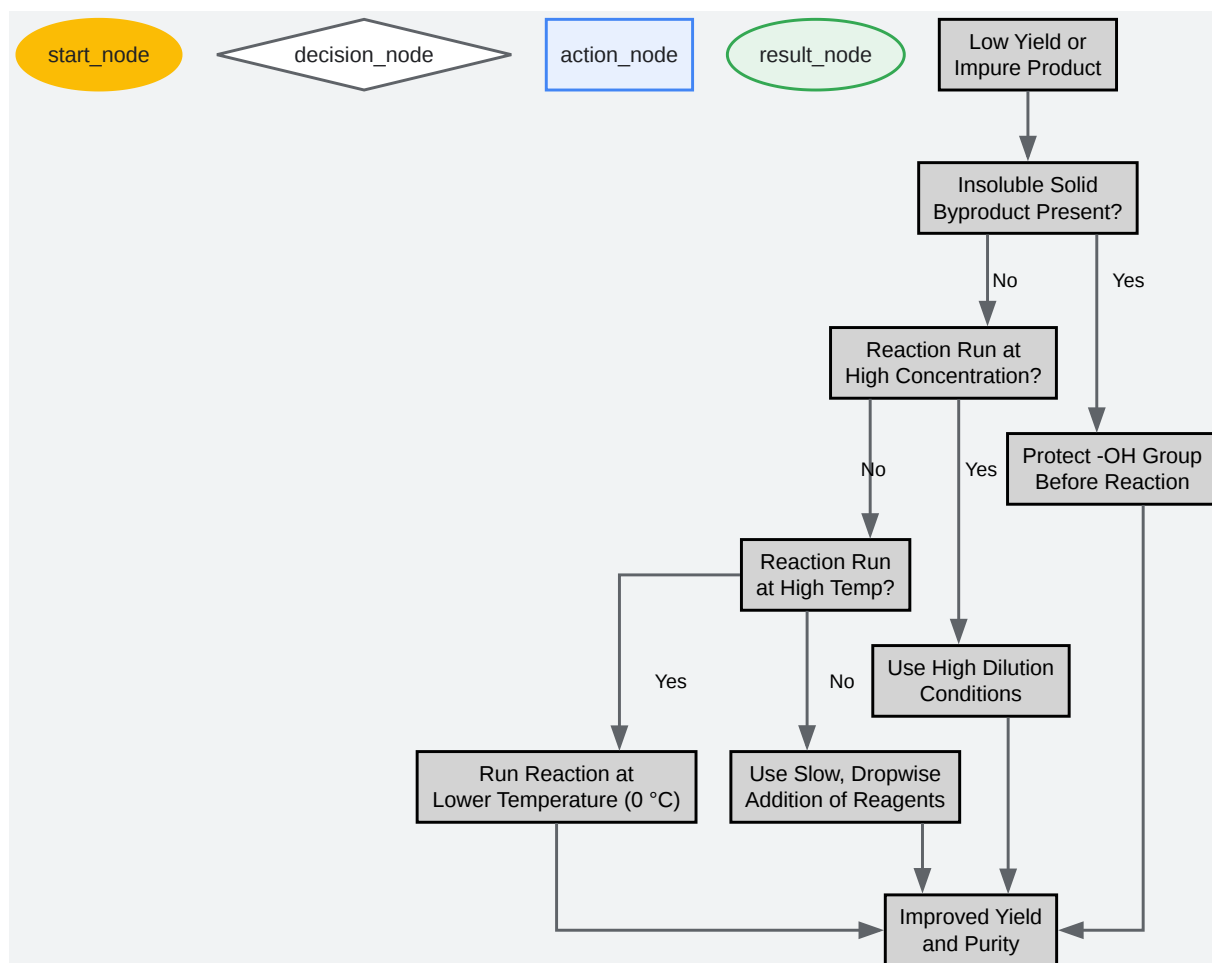 start_node
decision_node
action_node
result_node
Low Yield or
Impure Product
Insoluble Solid
Byproduct Present?
No
Yes
Reaction Run at
High Concentration?
No
Yes
Protect -OH Group
Before Reaction
Reaction Run
at High Temp?
Yes
No
Use High Dilution
Conditions
Run Reaction at
Lower Temperature (0 °C)
Use Slow, Dropwise
Addition of Reagents
Improved Yield
and Purity